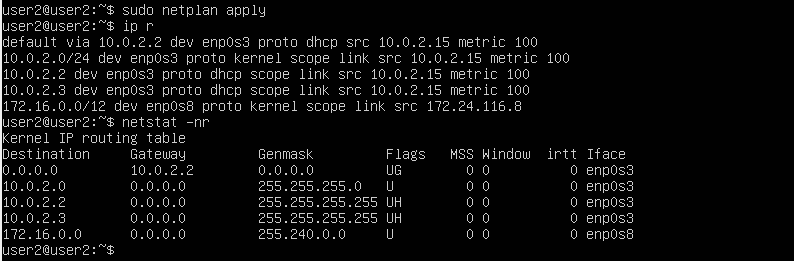 user2@user2:~$ sudo netplan apply
user2@user2:~$ ip r
default via 10.0.2.2 dev enp0s3 proto dhcp src 10.0.2.15 metric 100
10.0.2.0/24 dev enp0s3 proto kernel scope link src 10.0.2.15 metric 100
10.0.2.2 dev enp0s3 proto dhcp scope link src 10.0.2.15 metric 100
10.0.2.3 dev enp0s3 proto dhcp scope link src 10.0.2.15 metric 100
172.16.0.0/12 dev enp0s8 proto kernel scope link src 172.24.116.8
user2@user2:~$ netstat -nr
Kernel IP routing table
Destination     Gateway         Genmask         Flags   MSS Window  irtt Iface
0.0.0.0         10.0.2.2        0.0.0.0         UG        0 0          0 enp0s3
10.0.2.0        0.0.0.0         255.255.255.0   U         0 0          0 enp0s3
10.0.2.2        0.0.0.0         255.255.255.255 UH        0 0          0 enp0s3
10.0.2.3        0.0.0.0         255.255.255.255 UH        0 0          0 enp0s3
172.16.0.0      0.0.0.0         255.240.0.0     U         0 0          0 enp0s8
user2@user2:~$